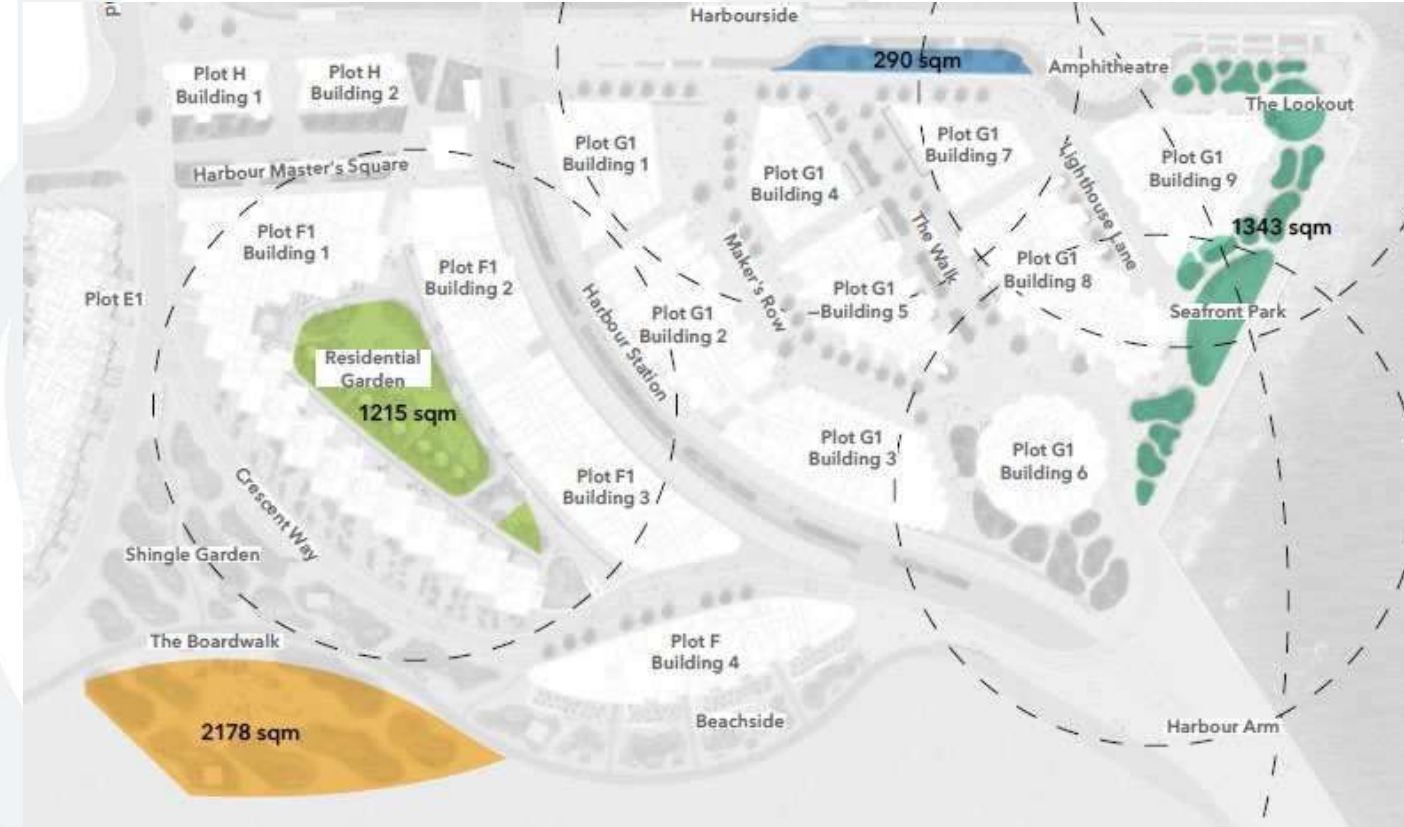 Harbourside
290 sqm
Amphitheatre
Plot H
Building 1
Plot H
Building 2
The Lookout
Plot G1
Building 1
Plot G1
Building 4
Plot G1
Building 7
Plot G1
Building 9
Harbour Master's Square
Lighthouse Lane
1343 sqm
Plot F1
Building 1
Plot F1
Building 2
The Walk
Maker's Row
Plot G1
Building 8
Plot E1
Harbour Station
Plot G1
Building 2
Plot G1
Building 5
Seafront Park
Residential
Garden
1215 sqm
Plot G1
Building 3
Plot G1
Building 6
Plot F1
Building 3
Crescent Way
Shingle Garden
The Boardwalk
Plot F
Building 4
2178 sqm
Beachside
Harbour Arm